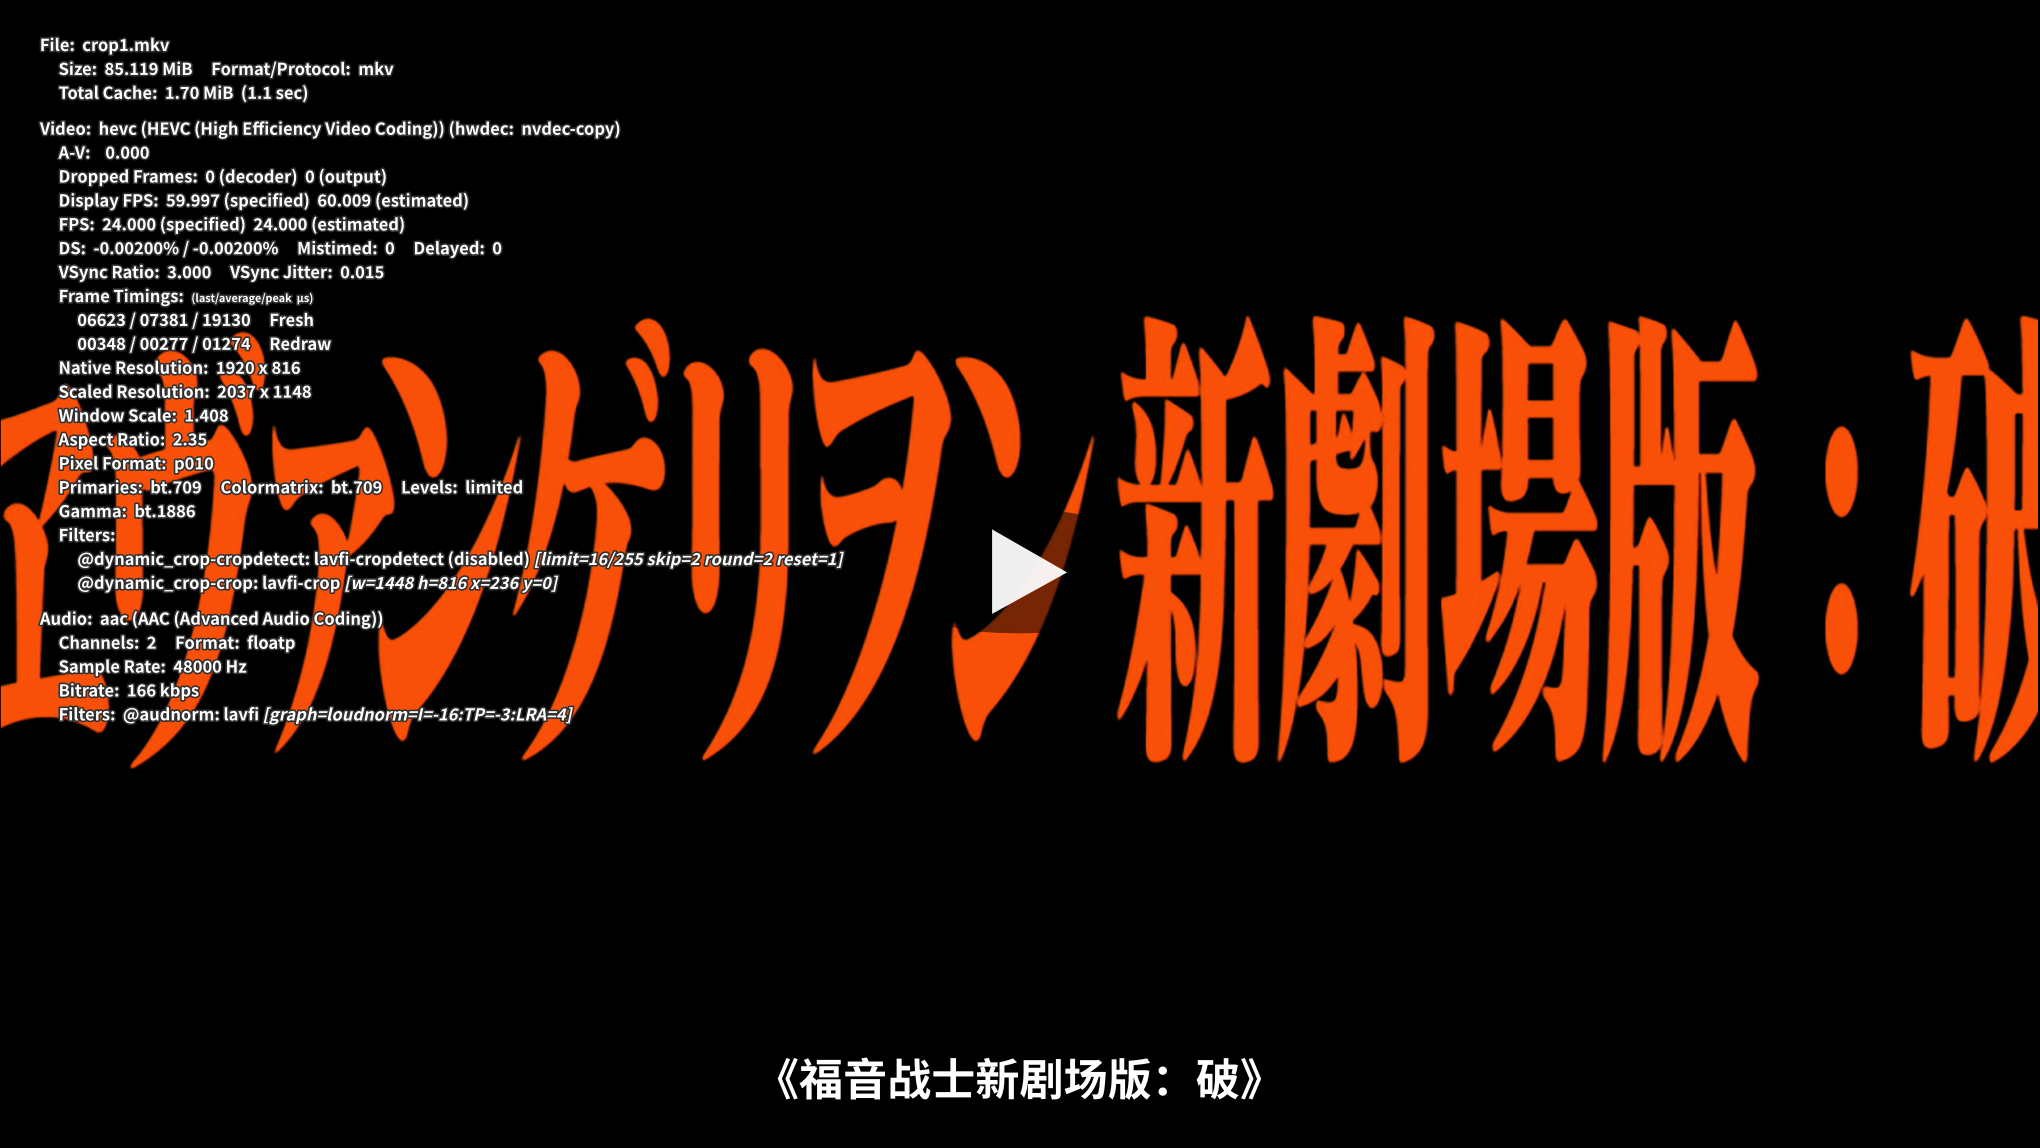 File: crop1.mkv
Size: 85.119 MiB Format/Protocol: mkv
Total Cache: 1.70 MiB (1.1 sec)
Video: hevc (HEVC (High Efficiency Video Coding)) (hwdec: nvdec-copy)
A-V: 0.000
Dropped Frames: 0 (decoder) 0 (output)
Display FPS: 59.997 (specified) 60.009 (estimated)
FPS: 24.000 (specified) 24.000 (estimated)
DS: -0.00200% / -0.00200% Mistimed: 0 Delayed: 0
VSync Ratio: 3.000 VSync Jitter: 0.015
Frame Timings: (last/average/peak μs)
06623 / 07381 / 19130 Fresh
00348 / 00277 / 01274 Redraw
Native Resolution: 1920 x 816
Scaled Resolution: 2037 x 1148
Window Scale: 1.408
Aspect Ratio: 2.35
Pixel Format: p010
Primaries: bt.709 Colormatrix: bt.709 Levels: limited
Gamma: bt.1886
Filters:
@dynamic_crop-cropdetect: lavfi-cropdetect (disabled) [limit=16/255 skip=2 round=2 reset=1]
@dynamic_crop-crop: lavfi-crop [w=1448 h=816 x=236 y=0]
Audio: aac (AAC (Advanced Audio Coding))
Channels: 2 Format: floatp
Sample Rate: 48000 Hz
Bitrate: 166 kbps
Filters: @audnorm: lavfi [graph=loudnorm=I=-16:TP=-3:LRA=4]
ヱヴァンゲリヲン新劇場版：破
《福音战士新剧场版：破》